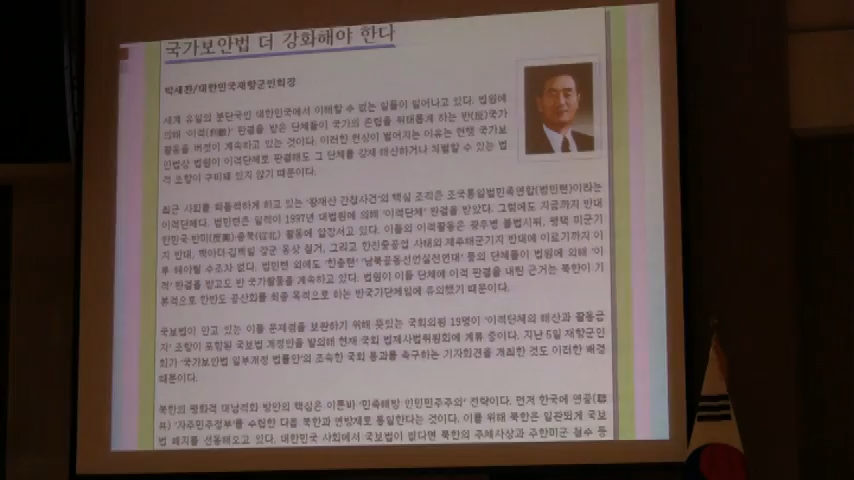 국가보안법 더 강화해야 한다
박세환/대한민국재향군인회장
세계 유일의 분단국인 대한민국에서 이해할 수 없는 일들이 일어나고 있다. 법원에
의해 '이적(利敵)' 판결을 받은 단체들이 국가의 존립을 위태롭게 하는 반(反)국가
활동을 버젓이 계속하고 있는 것이다. 이러한 현상이 벌어지는 이유는 현행 국가보
안법상 법원이 이적단체로 판결해도 그 단체를 강제 해산하거나 처벌할 수 있는 법
적 조항이 구비돼 있지 않기 때문이다.
최근 사회를 떠들썩하게 하고 있는 '왕재산 간첩사건'의 핵심 조직은 조국통일범민족연합(범민련)이라는
이적단체다. 범민련은 일찍이 1997년 대법원에 의해 '이적단체' 판결을 받았다. 그럼에도 지금까지 반대
한민국·반미(反美)·종북(從北) 활동에 앞장서고 있다. 이들의 이적활동은 광우병 불법시위, 평택 미군기
지 반대, 맥아더·김백일 장군 동상 철거, 그리고 한진중공업 사태와 제주해군기지 반대에 이르기까지 이
루 헤아릴 수조차 없다. 범민련 외에도 '한총련' '남북공동선언실천연대' 등의 단체들이 법원에 의해 '이
적' 판결을 받고도 반 국가활동을 계속하고 있다. 법원이 이들 단체에 이적 판결을 내린 근거는 북한이 기
본적으로 한반도 공산화를 최종 목적으로 하는 반국가단체임에 유의했기 때문이다.
국보법이 안고 있는 이들 문제점을 보완하기 위해 뜻있는 국회의원 19명이 '이적단체의 해산과 활동금
지' 조항이 포함된 국보법 개정안을 발의해 현재 국회 법제사법위원회에 계류 중이다. 지난 5일 재향군인
회가 '국가보안법 일부개정 법률안'의 조속한 국회 통과를 촉구하는 기자회견을 개최한 것도 이러한 배경
때문이다.
북한의 평화적 대남적화 방안의 핵심은 이른바 '민족해방 인민민주주의' 전략이다. 먼저 한국에 연공(聯
共) '자주민주정부'를 수립한 다음 북한과 연방제로 통일한다는 것이다. 이를 위해 북한은 일관되게 국보
법 폐지를 선동해오고 있다. 대한민국 사회에서 국보법이 없다면 북한의 주체사상과 주한미군 철수 등